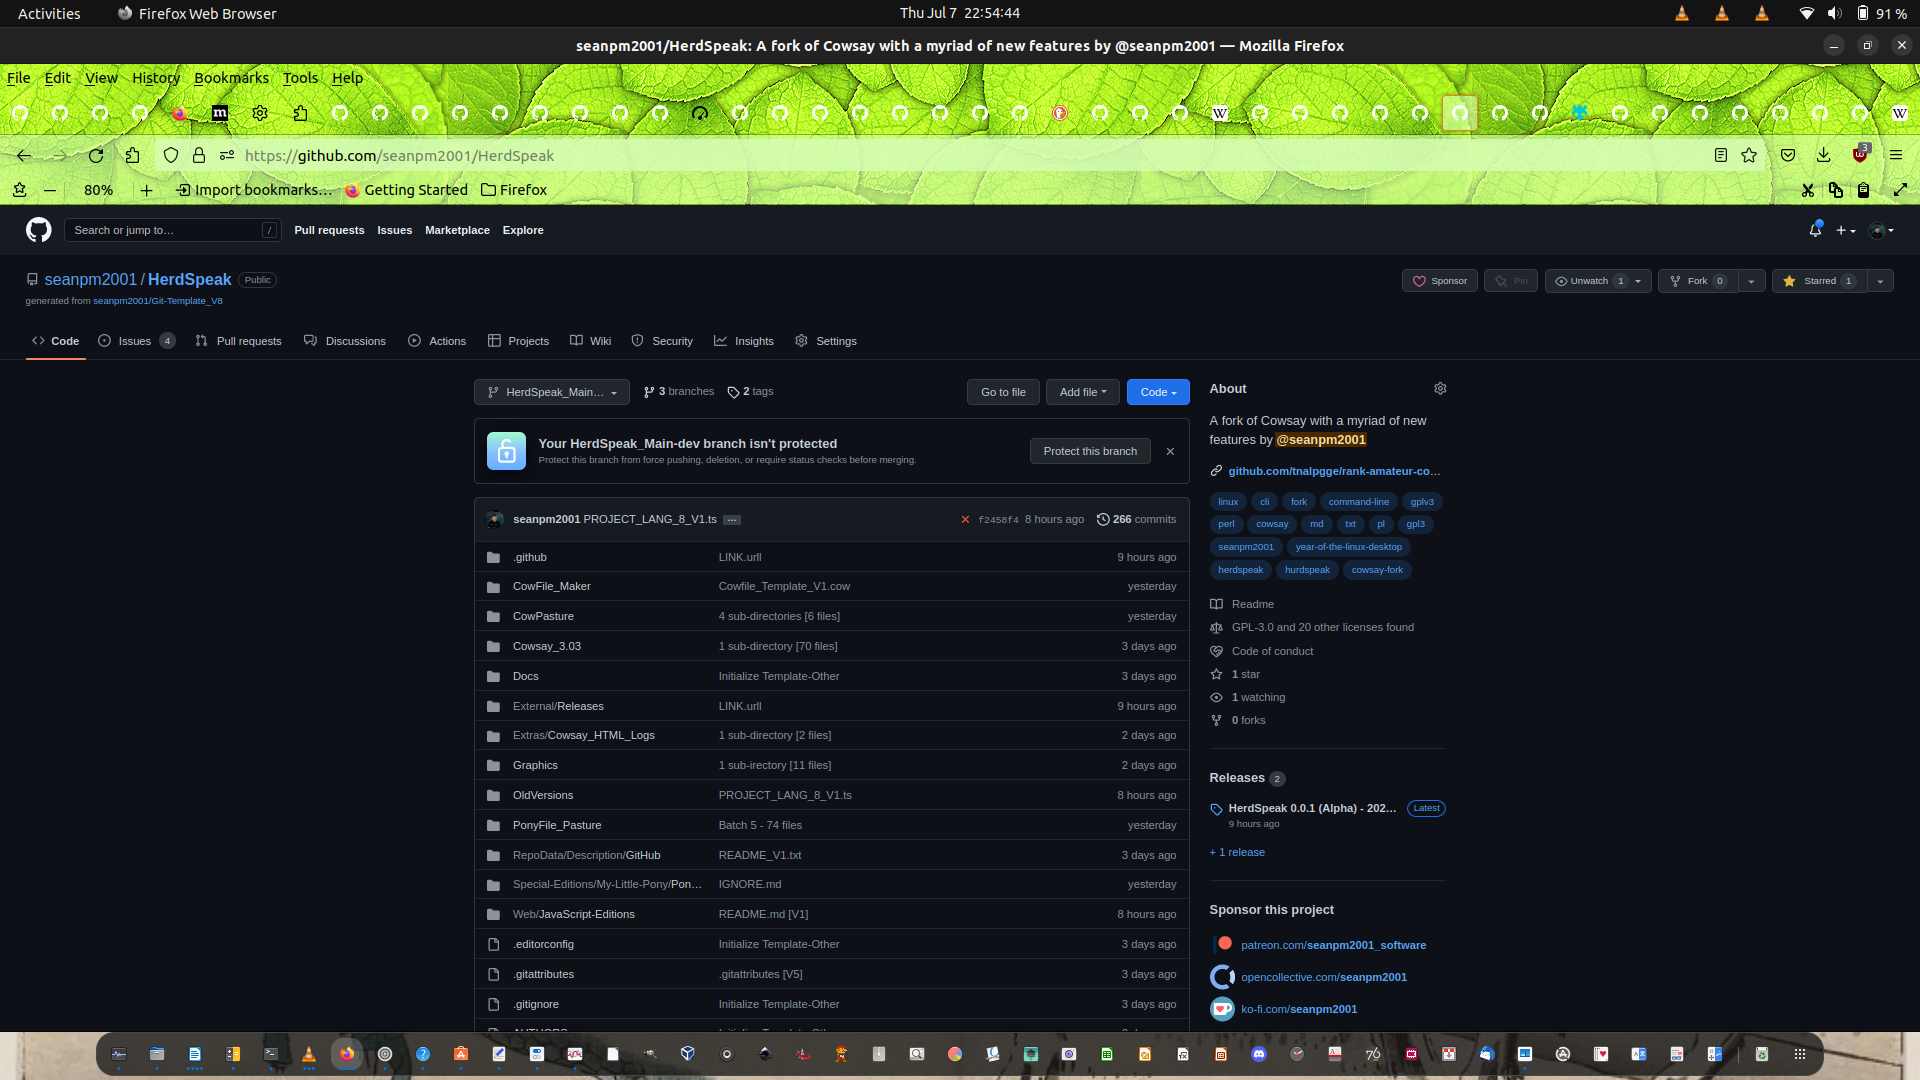 Activities
Firefox Web Browser
Thu Jul 7 22:54:44
91 %
seanpm2001/HerdSpeak: A fork of Cowsay with a myriad of new features by @seanpm2001 — Mozilla Firefox
File Edit View History Bookmarks Tools Help
https://github.com/seanpm2001/HerdSpeak
3
80%
Import bookmarks…
Getting Started
Firefox
Search or jump to…
/
Pull requests
Issues
Marketplace
Explore
seanpm2001 / HerdSpeak
Public
Sponsor
Pin
Unwatch 1
Fork 0
Starred 1
generated from seanpm2001/Git-Template_V8
Code
Issues 4
Pull requests
Discussions
Actions
Projects
Wiki
Security
Insights
Settings
HerdSpeak_Main...
3 branches
2 tags
Go to file
Add file
Code
Your HerdSpeak_Main-dev branch isn't protected
Protect this branch from force pushing, deletion, or require status checks before merging.
Protect this branch
seanpm2001 PROJECT_LANG_8_V1.ts ...
f2458f4 8 hours ago
266 commits
.github LINK.urll 9 hours ago
CowFile_Maker Cowfile_Template_V1.cow yesterday
CowPasture 4 sub-directories [6 files] yesterday
Cowsay_3.03 1 sub-directory [70 files] 3 days ago
Docs Initialize Template-Other 3 days ago
External/Releases LINK.urll 9 hours ago
Extras/Cowsay_HTML_Logs 1 sub-directory [2 files] 2 days ago
Graphics 1 sub-irectory [11 files] 2 days ago
OldVersions PROJECT_LANG_8_V1.ts 8 hours ago
PonyFile_Pasture Batch 5 - 74 files yesterday
RepoData/Description/GitHub README_V1.txt 3 days ago
Special-Editions/My-Little-Pony/Pon... IGNORE.md yesterday
Web/JavaScript-Editions README.md [V1] 8 hours ago
.editorconfig Initialize Template-Other 3 days ago
.gitattributes .gitattributes [V5] 3 days ago
.gitignore Initialize Template-Other 3 days ago
About
A fork of Cowsay with a myriad of new
features by @seanpm2001
github.com/tnalpgge/rank-amateur-co...
linux cli fork command-line gplv3
perl cowsay md txt pl gpl3
seanpm2001 year-of-the-linux-desktop
herdspeak hurdspeak cowsay-fork
Readme
GPL-3.0 and 20 other licenses found
Code of conduct
1 star
1 watching
0 forks
Releases 2
HerdSpeak 0.0.1 (Alpha) - 202... Latest
9 hours ago
+ 1 release
Sponsor this project
patreon.com/seanpm2001_software
opencollective.com/seanpm2001
ko-fi.com/seanpm2001